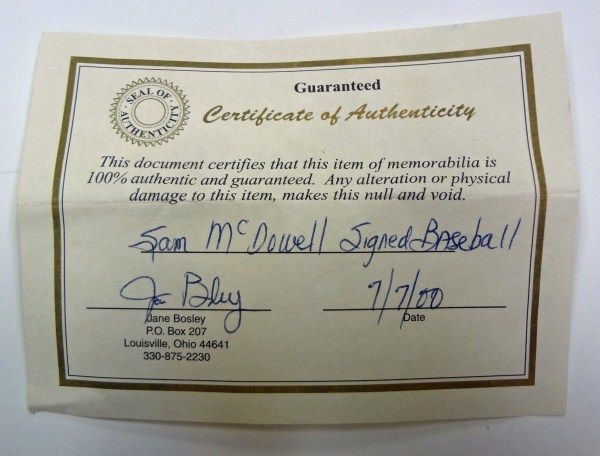 Guaranteed
SEAL OF AUTHENTICITY
Certificate of Authenticity
This document certifies that this item of memorabilia is
100% authentic and guaranteed. Any alteration or physical
damage to this item, makes this null and void.
Sam McDowell Signed Baseball
7/7/00
Jane Bosley
Date
P.O. Box 207
Louisville, Ohio 44641
330-875-2230